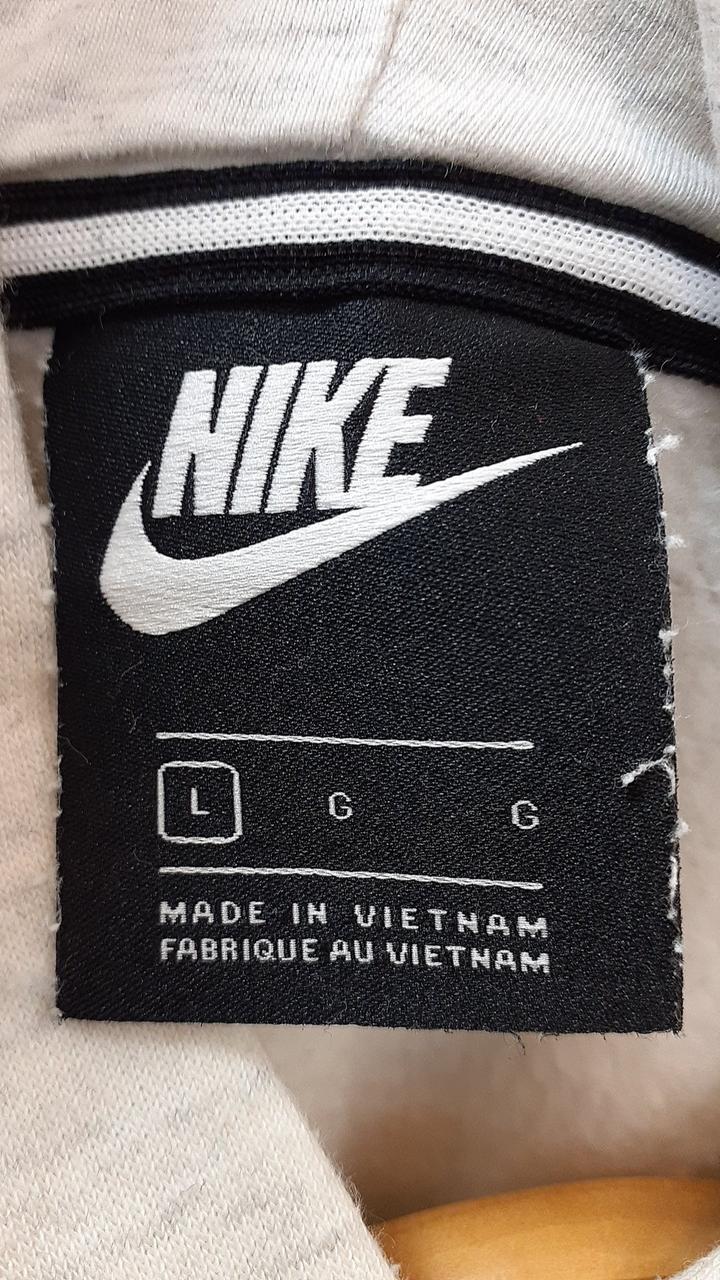 NIKE
L G G
MADE IN VIETNAM
FABRIQUE AU VIETNAM